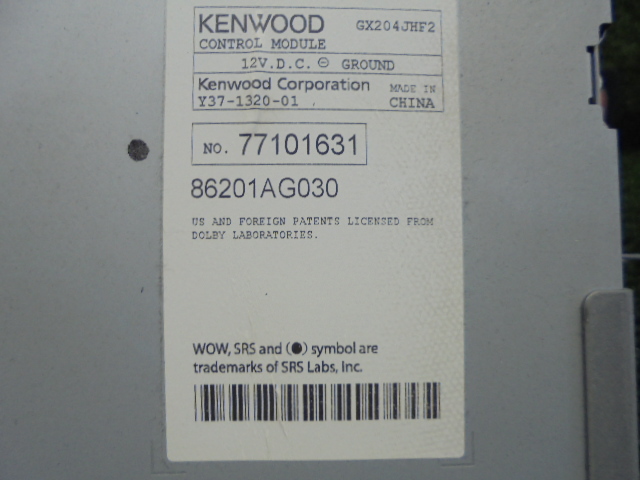 KENWOOD GX204JHF2
CONTROL MODULE
12V.D.C. ⊖ GROUND
Kenwood Corporation MADE IN
Y37-1320-01 CHINA
NO. 77101631
86201AG030
US AND FOREIGN PATENTS LICENSED FROM
DOLBY LABORATORIES.
WOW, SRS and (●) symbol are
trademarks of SRS Labs, Inc.